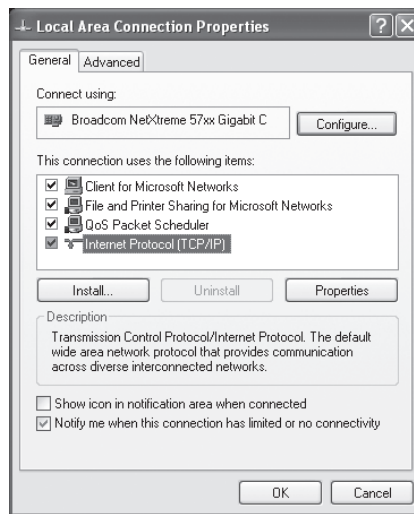 Local Area Connection Properties
General Advanced
Connect using:
Broadcom NetXtreme 57xx Gigabit C
Configure...
This connection uses the following items:
Client for Microsoft Networks
File and Printer Sharing for Microsoft Networks
QoS Packet Scheduler
Internet Protocol (TCP/IP)
Install... Uninstall Properties
Description
Transmission Control Protocol/Internet Protocol. The default
wide area network protocol that provides communication
across diverse interconnected networks.
Show icon in notification area when connected
Notify me when this connection has limited or no connectivity
OK Cancel